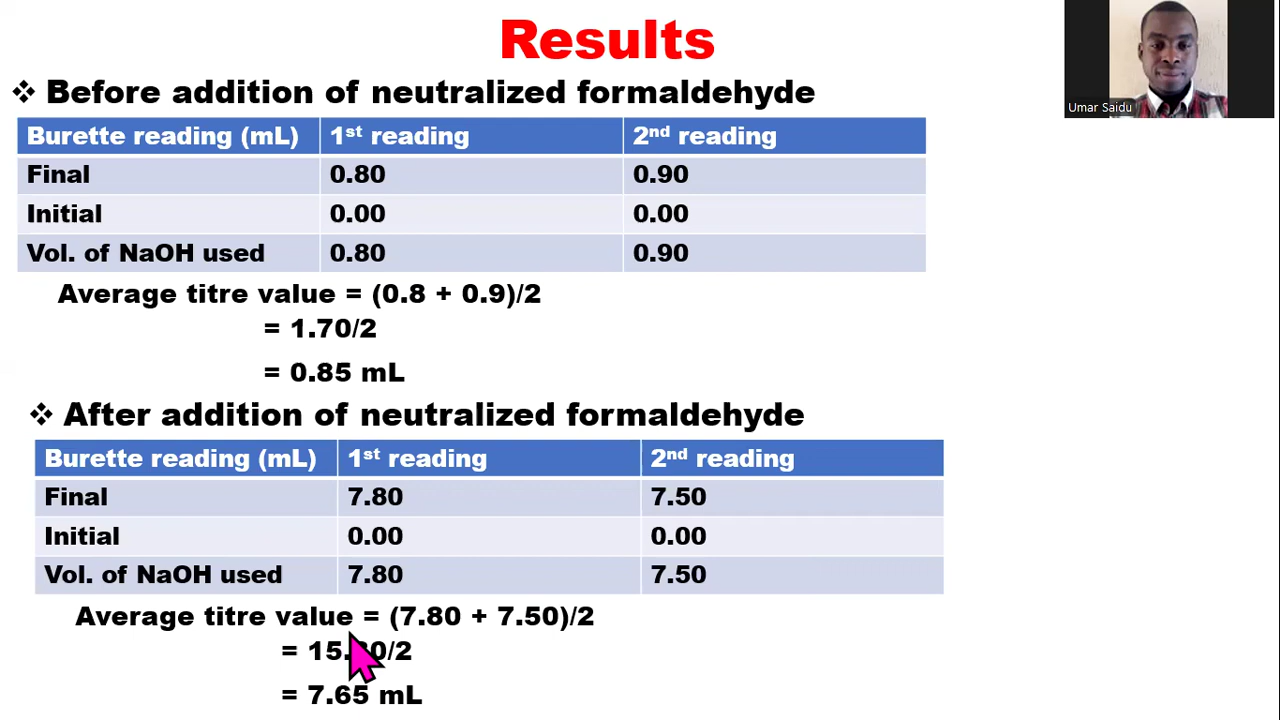 Results
Umar Saidu
❖ Before addition of neutralized formaldehyde
Burette reading (mL) 1st reading 2nd reading
Final 0.80 0.90
Initial 0.00 0.00
Vol. of NaOH used 0.80 0.90
Average titre value = (0.8 + 0.9)/2
= 1.70/2
= 0.85 mL
❖ After addition of neutralized formaldehyde
Burette reading (mL) 1st reading 2nd reading
Final 7.80 7.50
Initial 0.00 0.00
Vol. of NaOH used 7.80 7.50
Average titre value = (7.80 + 7.50)/2
= /2
= 7.65 mL